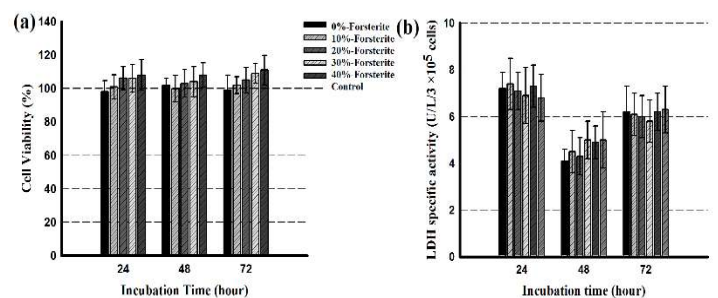 (a)
140
120
100
80
60
40
20
0
Cell Viability (%)
0%-Forsterite
10%-Forsterite
20%-Forsterite
30%-Forsterite
40%-Forsterite
Control
24 48 72
Incubation Time (hour)
(b)
10
8
6
4
2
0
LDH specific activity (U/L/3 ×10⁵ cells)
24 48 72
Incubation time (hour)